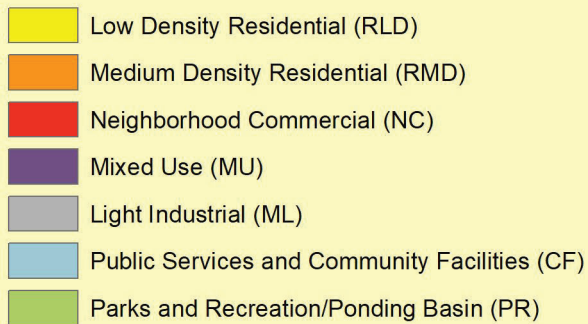 Low Density Residential (RLD)
Medium Density Residential (RMD)
Neighborhood Commercial (NC)
Mixed Use (MU)
Light Industrial (ML)
Public Services and Community Facilities (CF)
Parks and Recreation/Ponding Basin (PR)